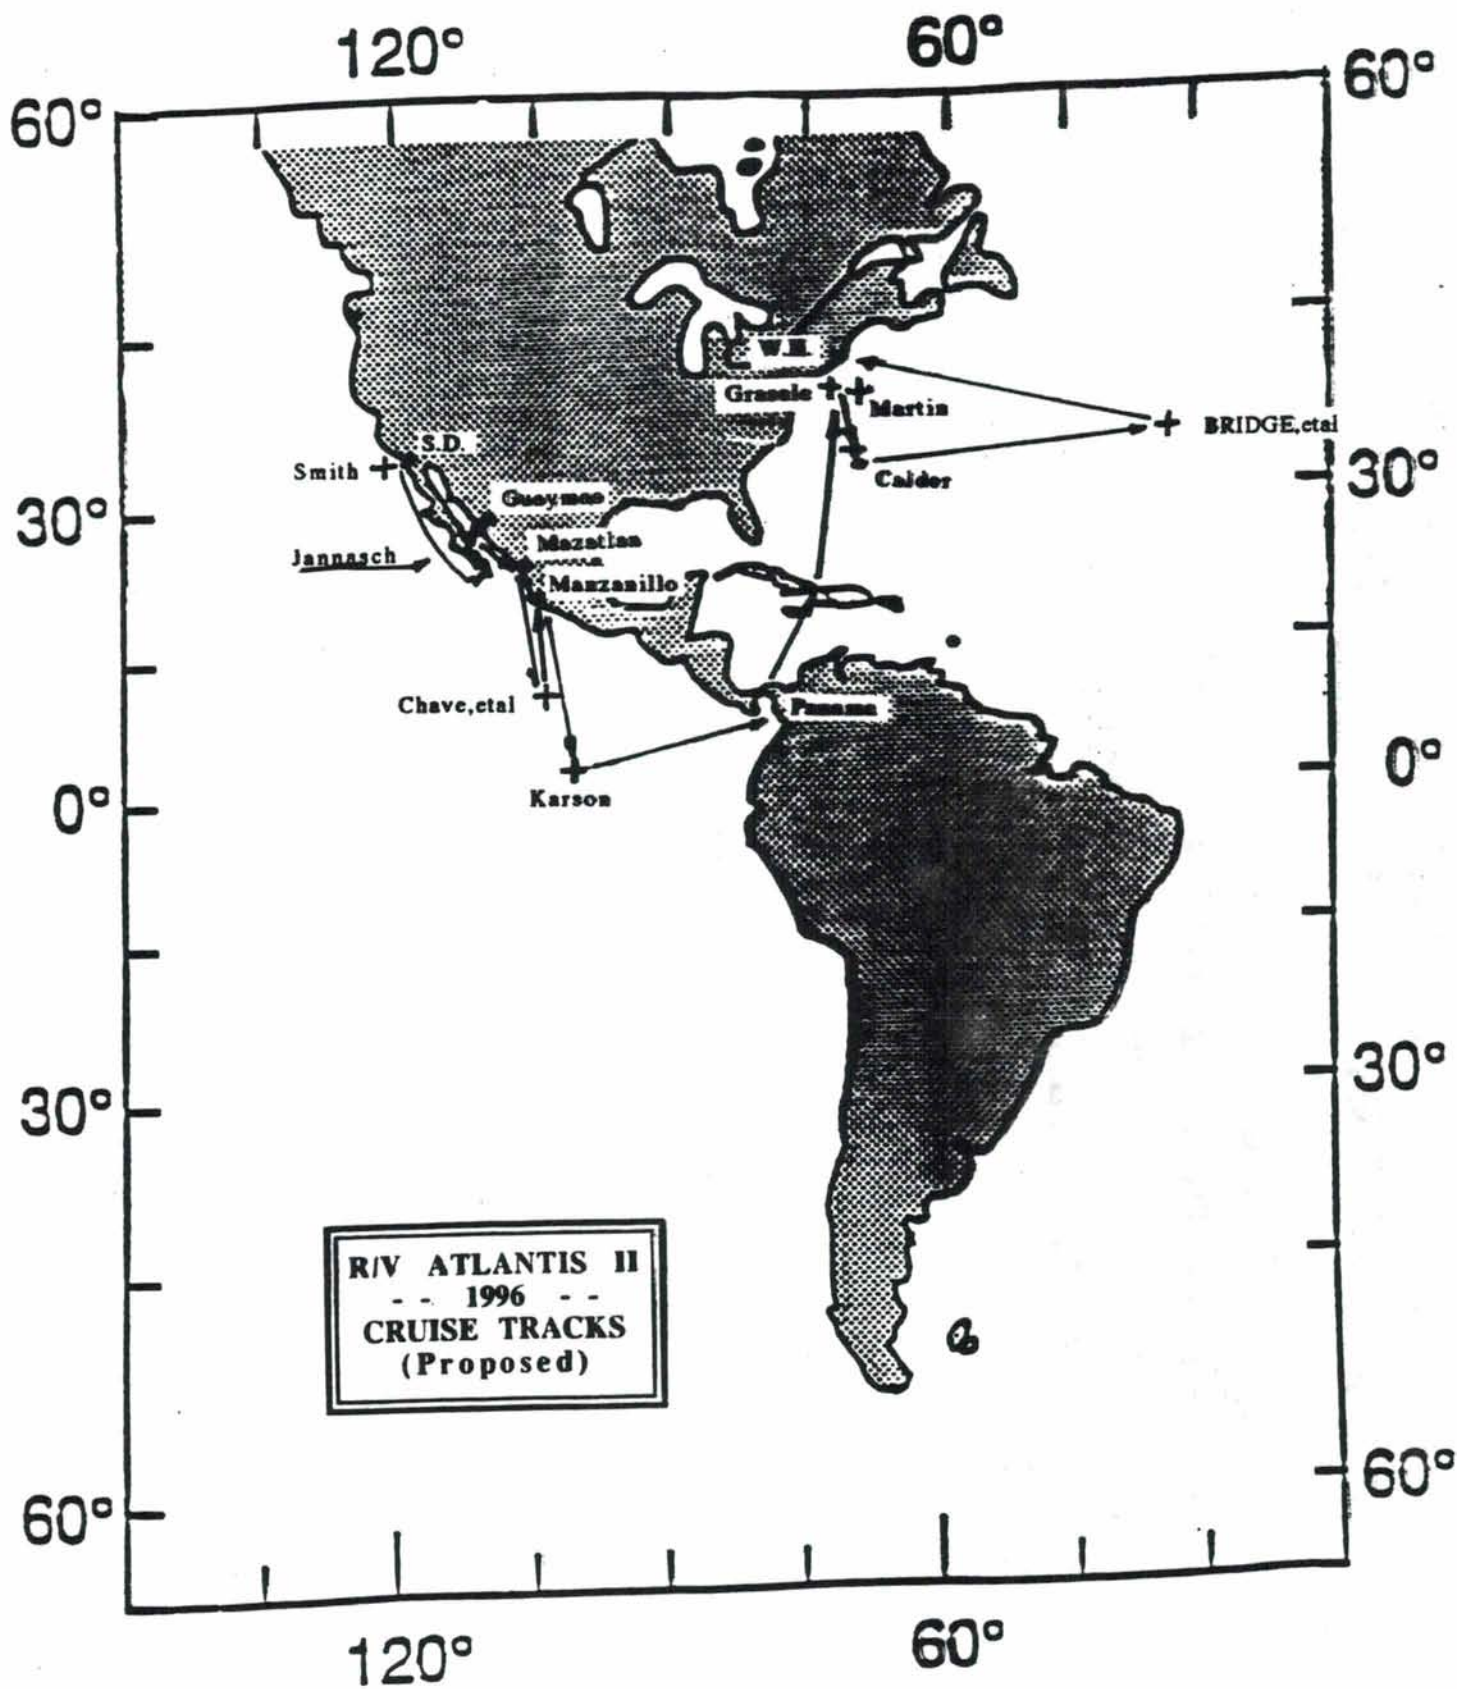 120° 60°
60° 60°
W.H.
Grassle
Martin
BRIDGE,etal
S.D.
Smith
Calder
30°
Guaymas
30°
Mazatlan
Jannasch
Manzanillo
Chave,etal
Panama
0°
Karson
0°
30°
30°
R/V ATLANTIS II
- - 1996 - -
CRUISE TRACKS
(Proposed)
60°
60°
120° 60°